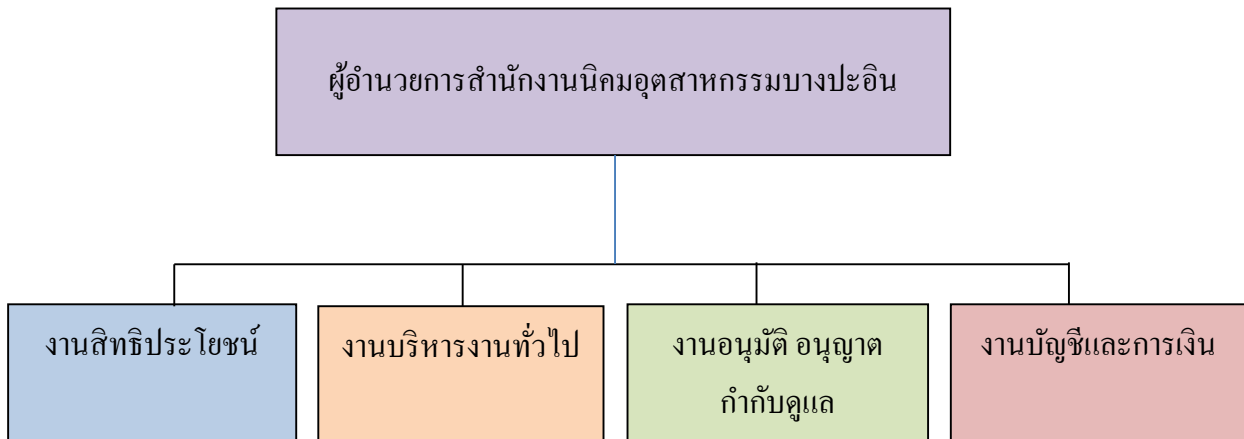 ผู้อำนวยการสำนักงานนิคมอุตสาหกรรมบางปะอิน
งานสิทธิประโยชน์
งานบริหารงานทั่วไป
งานอนุมัติ อนุญาต
กำกับดูแล
งานบัญชีและการเงิน